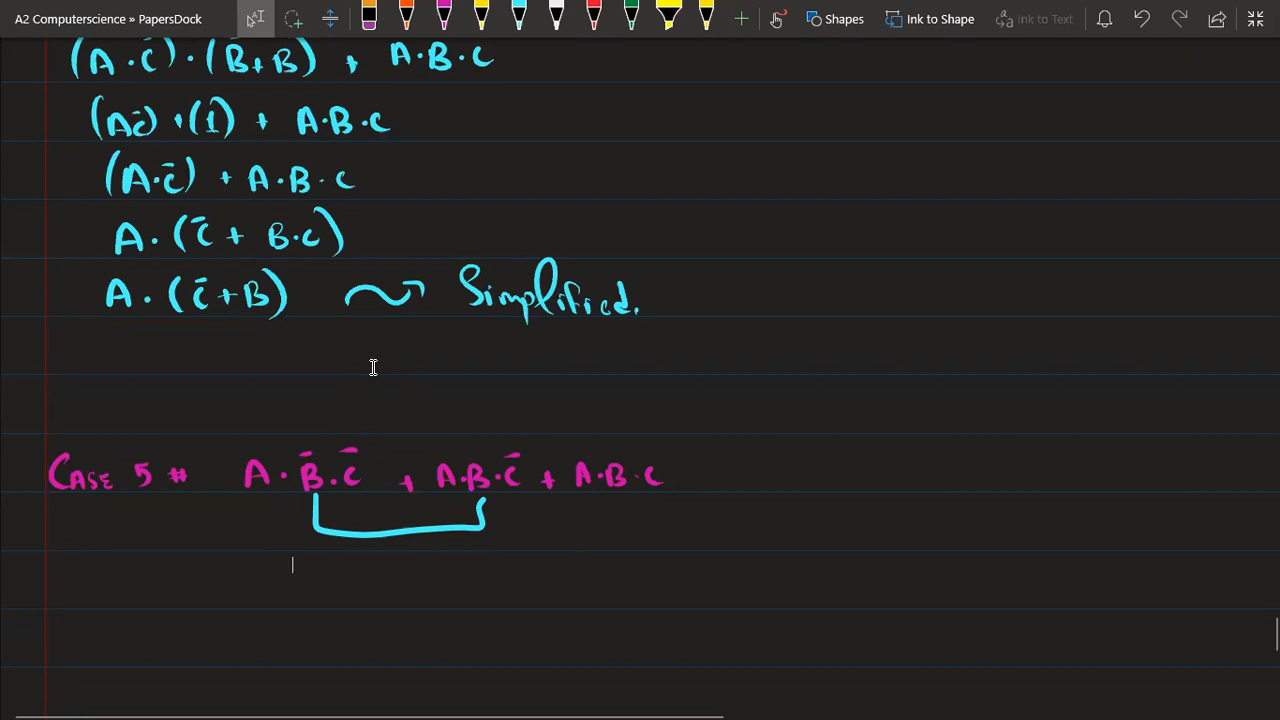 A2 Computerscience » PapersDock
Shapes
Ink to Shape
Ink to Text
(A·C̄)·(B̄+B) + A·B·C
(AC̄) + (1) + A·B·C
(A·C̄) + A·B·C
A·(C̄ + B·C)
A·(C̄+B) Simplified.
CASE 5 # A·B̄·C̄ + A·B·C̄ + A·B·C